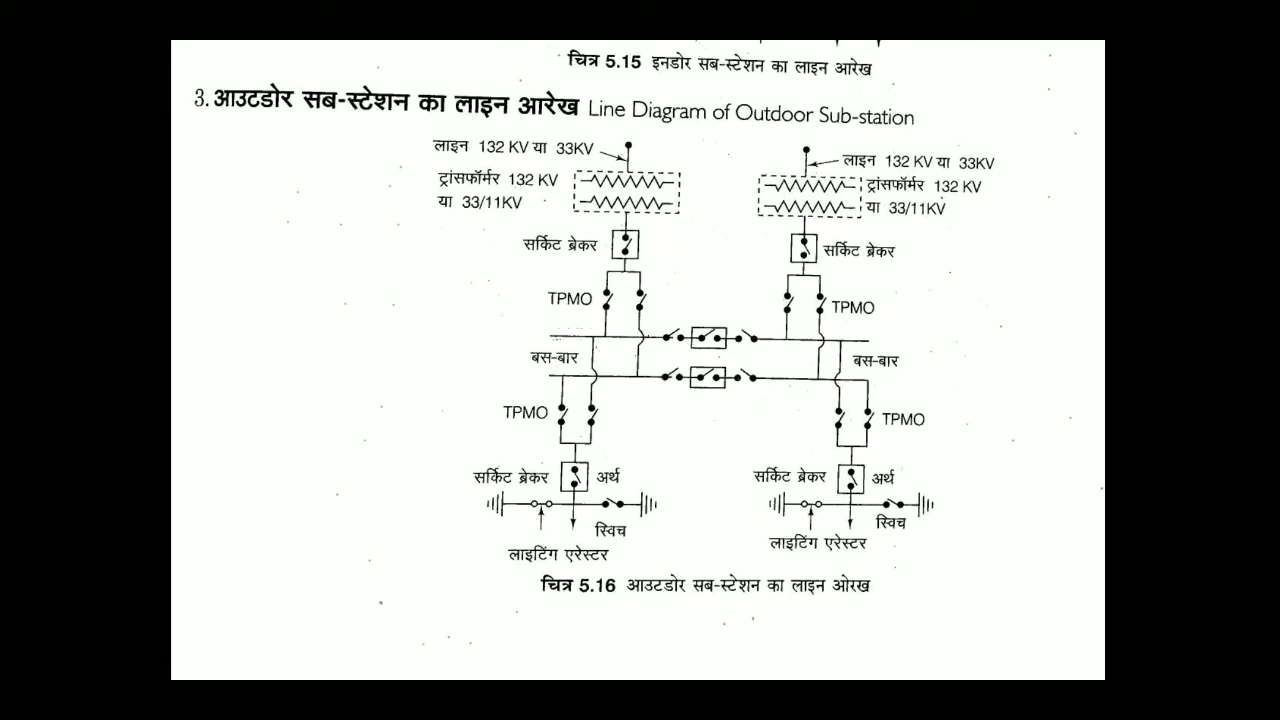 चित्र 5.15 इनडोर सब-स्टेशन का लाइन आरेख
3. आउटडोर सब-स्टेशन का लाइन आरेख Line Diagram of Outdoor Sub-station
लाइन 132 KV या 33KV
लाइन 132 KV या 33KV
ट्रांसफॉर्मर 132 KV
या 33/11KV
ट्रांसफॉर्मर 132 KV
या 33/11KV
सर्किट ब्रेकर
सर्किट ब्रेकर
TPMO
TPMO
बस-बार
बस-बार
TPMO
TPMO
सर्किट ब्रेकर
अर्थ
सर्किट ब्रेकर
अर्थ
स्विच
स्विच
लाइटिंग एरेस्टर
लाइटिंग एरेस्टर
चित्र 5.16 आउटडोर सब-स्टेशन का लाइन ओरख